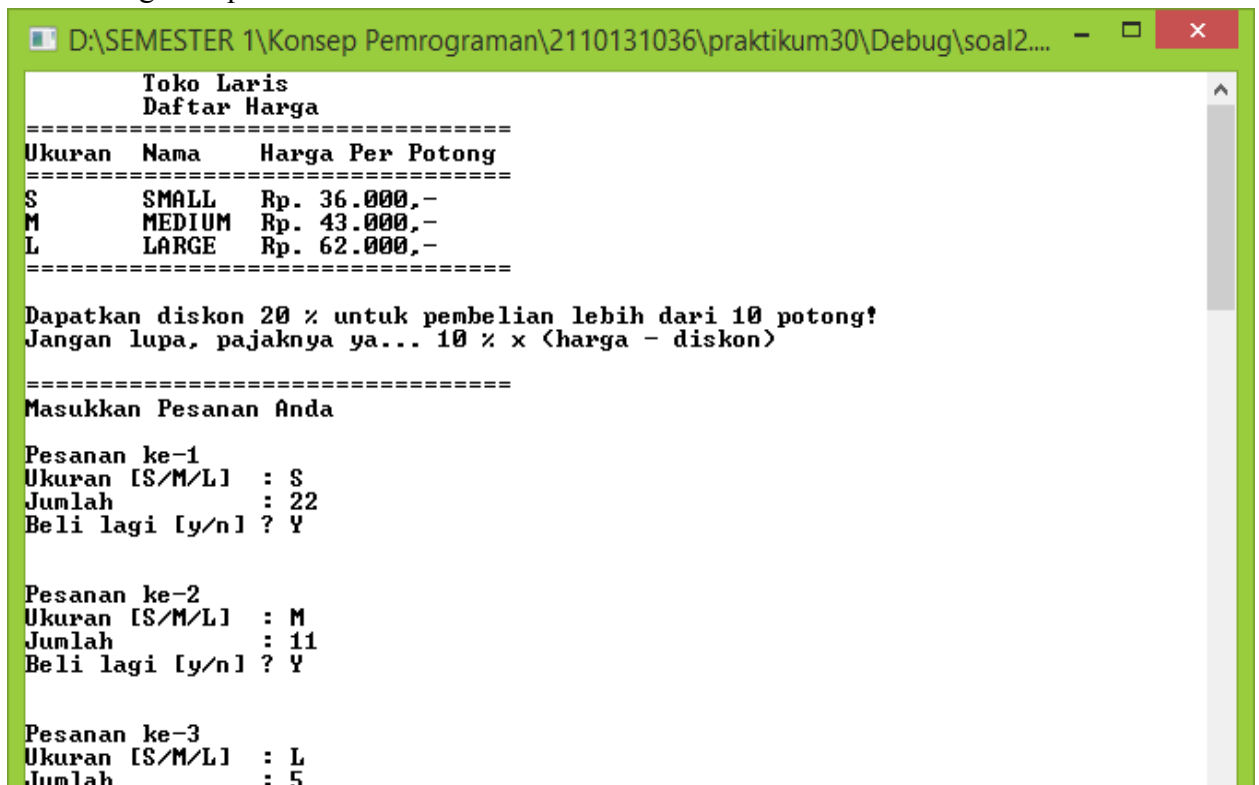 D:\SEMESTER 1\Konsep Pemrograman\2110131036\praktikum30\Debug\soal2....
Toko Laris
Daftar Harga
=================================
Ukuran Nama Harga Per Potong
=================================
S SMALL Rp. 36.000,-
M MEDIUM Rp. 43.000,-
L LARGE Rp. 62.000,-
=================================
Dapatkan diskon 20 % untuk pembelian lebih dari 10 potong!
Jangan lupa, pajaknya ya... 10 % x (harga - diskon)
=================================
Masukkan Pesanan Anda
Pesanan ke-1
Ukuran [S/M/L] : S
Jumlah : 22
Beli lagi [y/n] ? Y
Pesanan ke-2
Ukuran [S/M/L] : M
Jumlah : 11
Beli lagi [y/n] ? Y
Pesanan ke-3
Ukuran [S/M/L] : L
Jumlah : 5